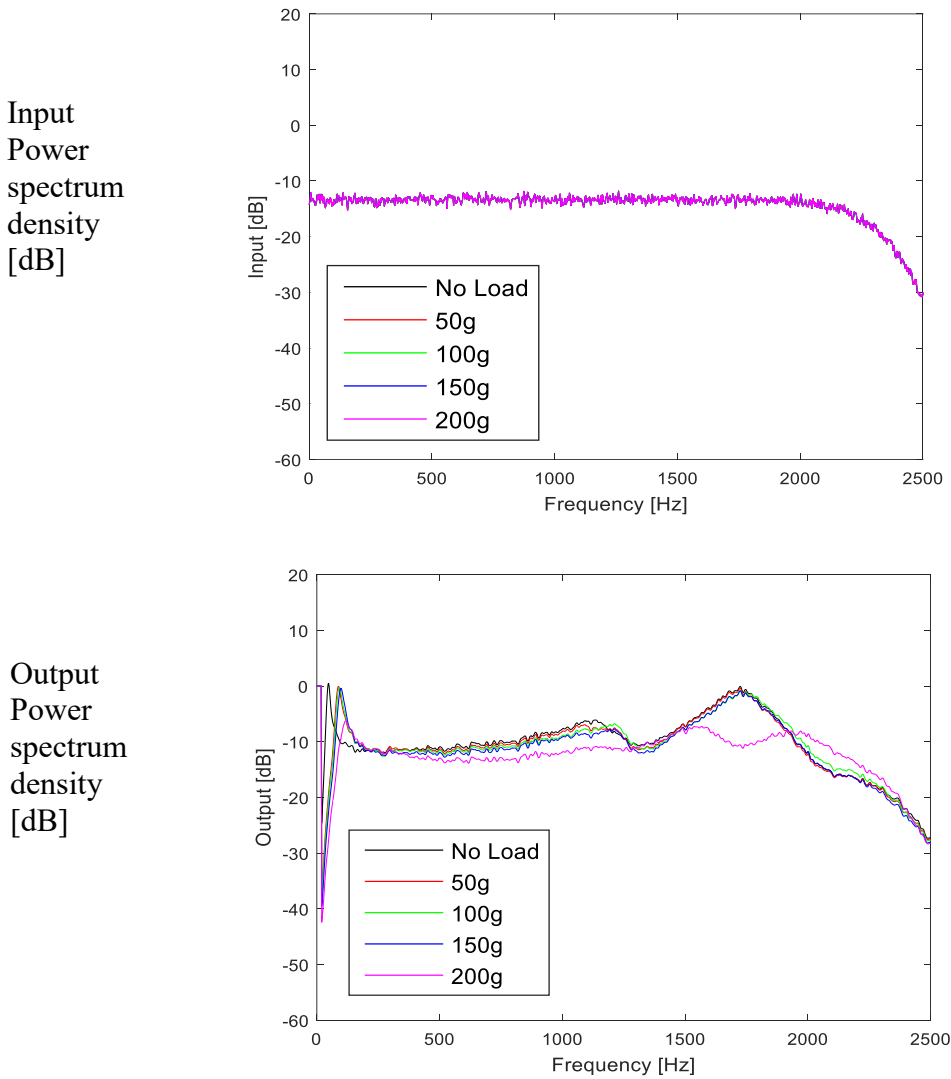 Input
Power
spectrum
density
[dB]
20
10
0
-10
-20
-30
-40
-50
-60
Input [dB]
No Load
50g
100g
150g
200g
0 500 1000 1500 2000 2500
Frequency [Hz]
Output
Power
spectrum
density
[dB]
20
10
0
-10
-20
-30
-40
-50
-60
Output [dB]
No Load
50g
100g
150g
200g
0 500 1000 1500 2000 2500
Frequency [Hz]